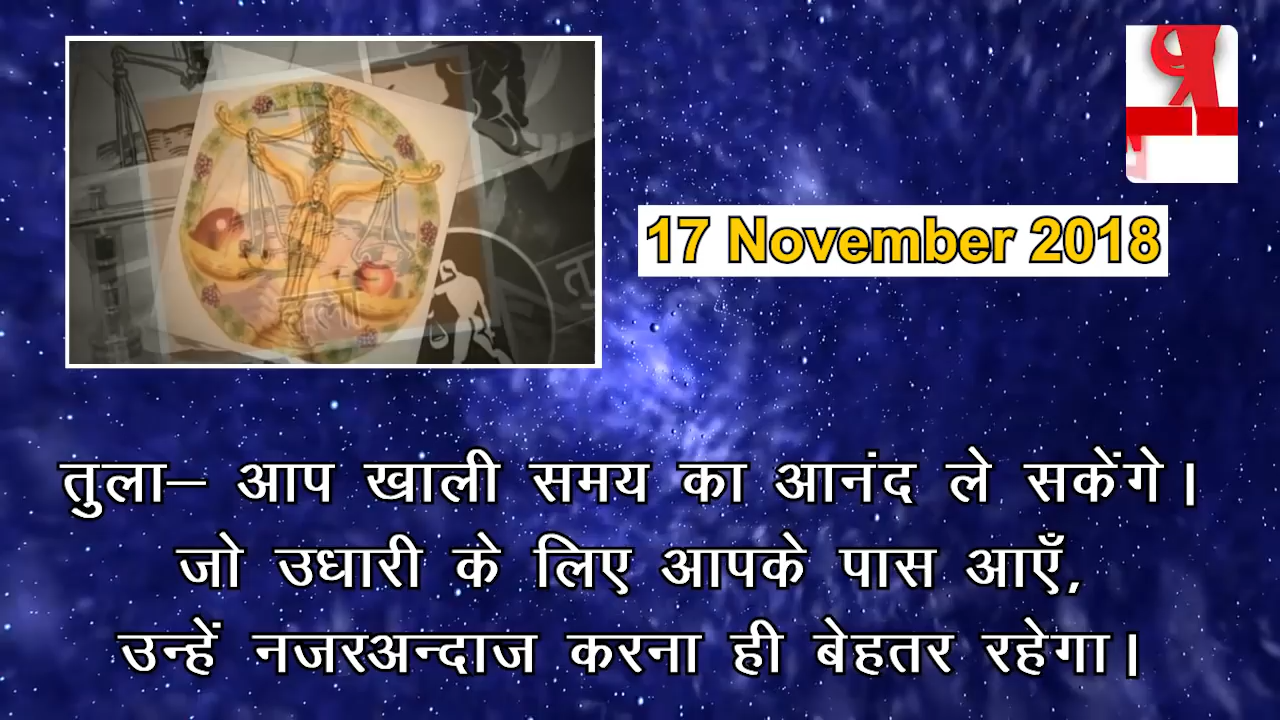 17 November 2018
तुला– आप खाली समय का आनंद ले सकेंगे।
जो उधारी के लिए आपके पास आएँ,
उन्हें नजरअन्दाज करना ही बेहतर रहेगा।